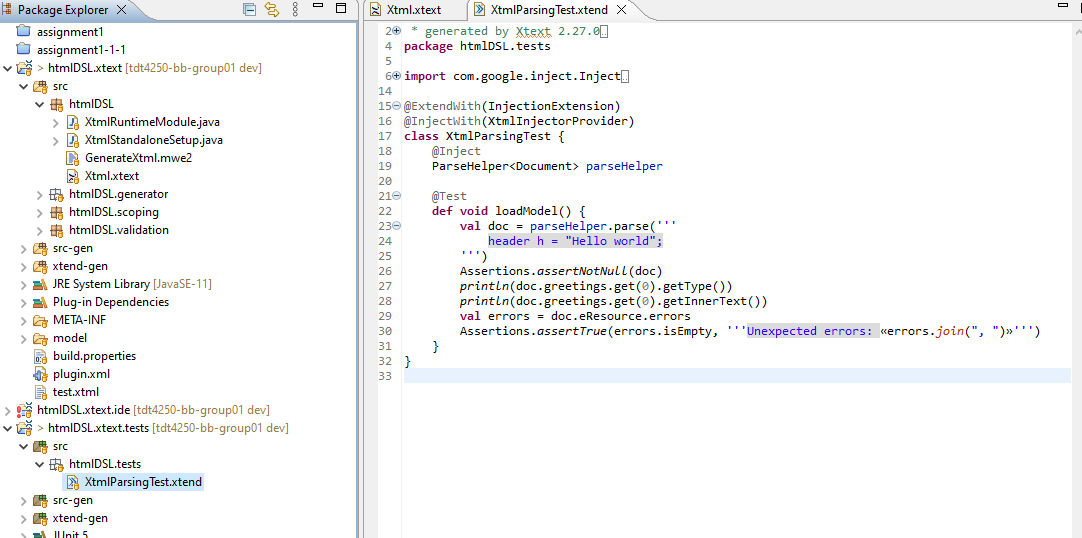 Package Explorer
assignment1
assignment1-1-1
> htmlDSL.xtext [tdt4250-bb-group01 dev]
src
htmlDSL
XtmlRuntimeModule.java
XtmlStandaloneSetup.java
GenerateXtml.mwe2
Xtml.xtext
htmlDSL.generator
htmlDSL.scoping
htmlDSL.validation
src-gen
xtend-gen
JRE System Library [JavaSE-11]
Plug-in Dependencies
META-INF
model
build.properties
plugin.xml
test.xtml
htmlDSL.xtext.ide [tdt4250-bb-group01 dev]
> htmlDSL.xtext.tests [tdt4250-bb-group01 dev]
src
htmlDSL.tests
XtmlParsingTest.xtend
src-gen
xtend-gen
JUnit 5
Xtml.xtext
XtmlParsingTest.xtend
2 * generated by Xtext 2.27.0
4 package htmlDSL.tests
5
6 import com.google.inject.Inject
14
15 @ExtendWith(InjectionExtension)
16 @InjectWith(XtmlInjectorProvider)
17 class XtmlParsingTest {
18 @Inject
19 ParseHelper<Document> parseHelper
20
21 @Test
22 def void loadModel() {
23 val doc = parseHelper.parse('''
24 header h = "Hello world";
25 ''')
26 Assertions.assertNotNull(doc)
27 println(doc.greetings.get(0).getType())
28 println(doc.greetings.get(0).getInnerText())
29 val errors = doc.eResource.errors
30 Assertions.assertTrue(errors.isEmpty, '''Unexpected errors: «errors.join(", ")»''')
31 }
32 }
33